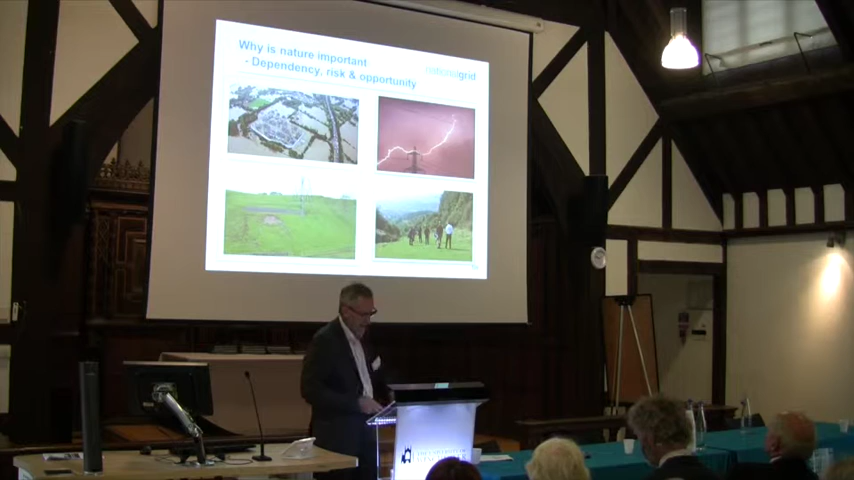 Why is nature important
- Dependency, risk & opportunity
nationalgrid